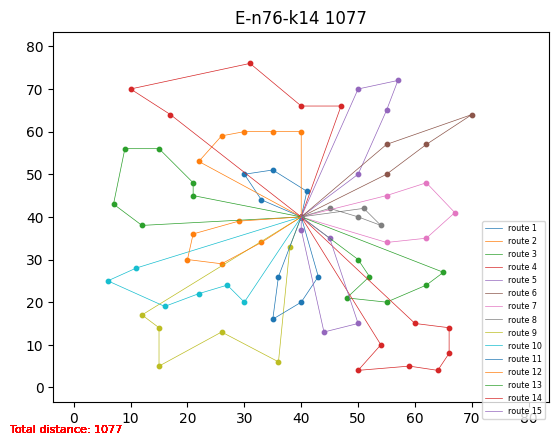 E-n76-k14 1077
80
70
60
50
40
30
20
10
0
0 10 20 30 40 50 60 70 80
route 1
route 2
route 3
route 4
route 5
route 6
route 7
route 8
route 9
route 10
route 11
route 12
route 13
route 14
route 15
Total distance: 1077